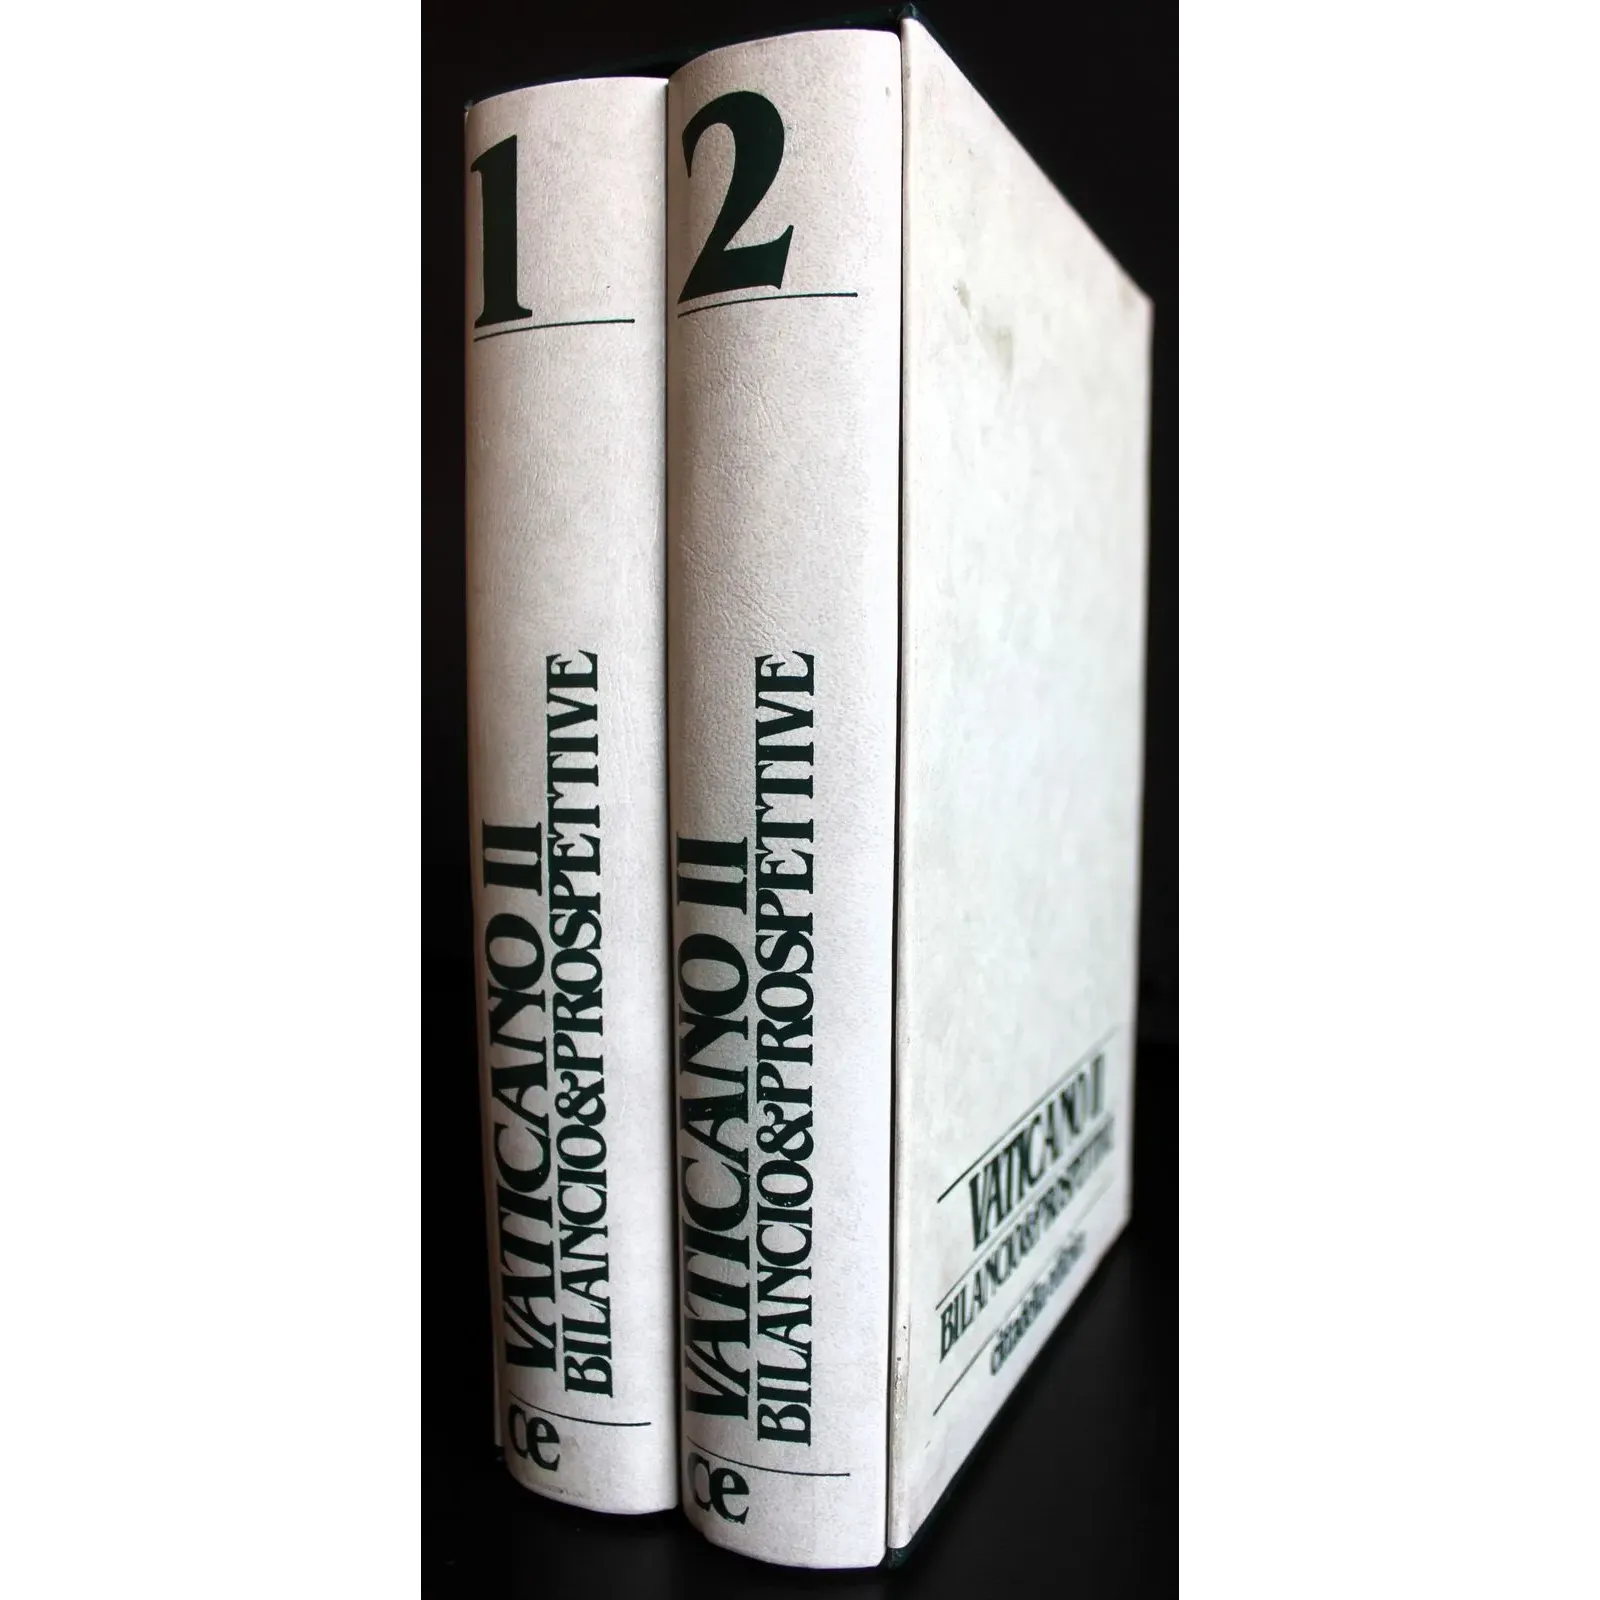 1
VATICANO II
BILANCIO&PROSPETTIVE
ce
2
VATICANO II
BILANCIO&PROSPETTIVE
ce
VATICANO II
BILANCIO&PROSPETTIVE
cittadella editrice